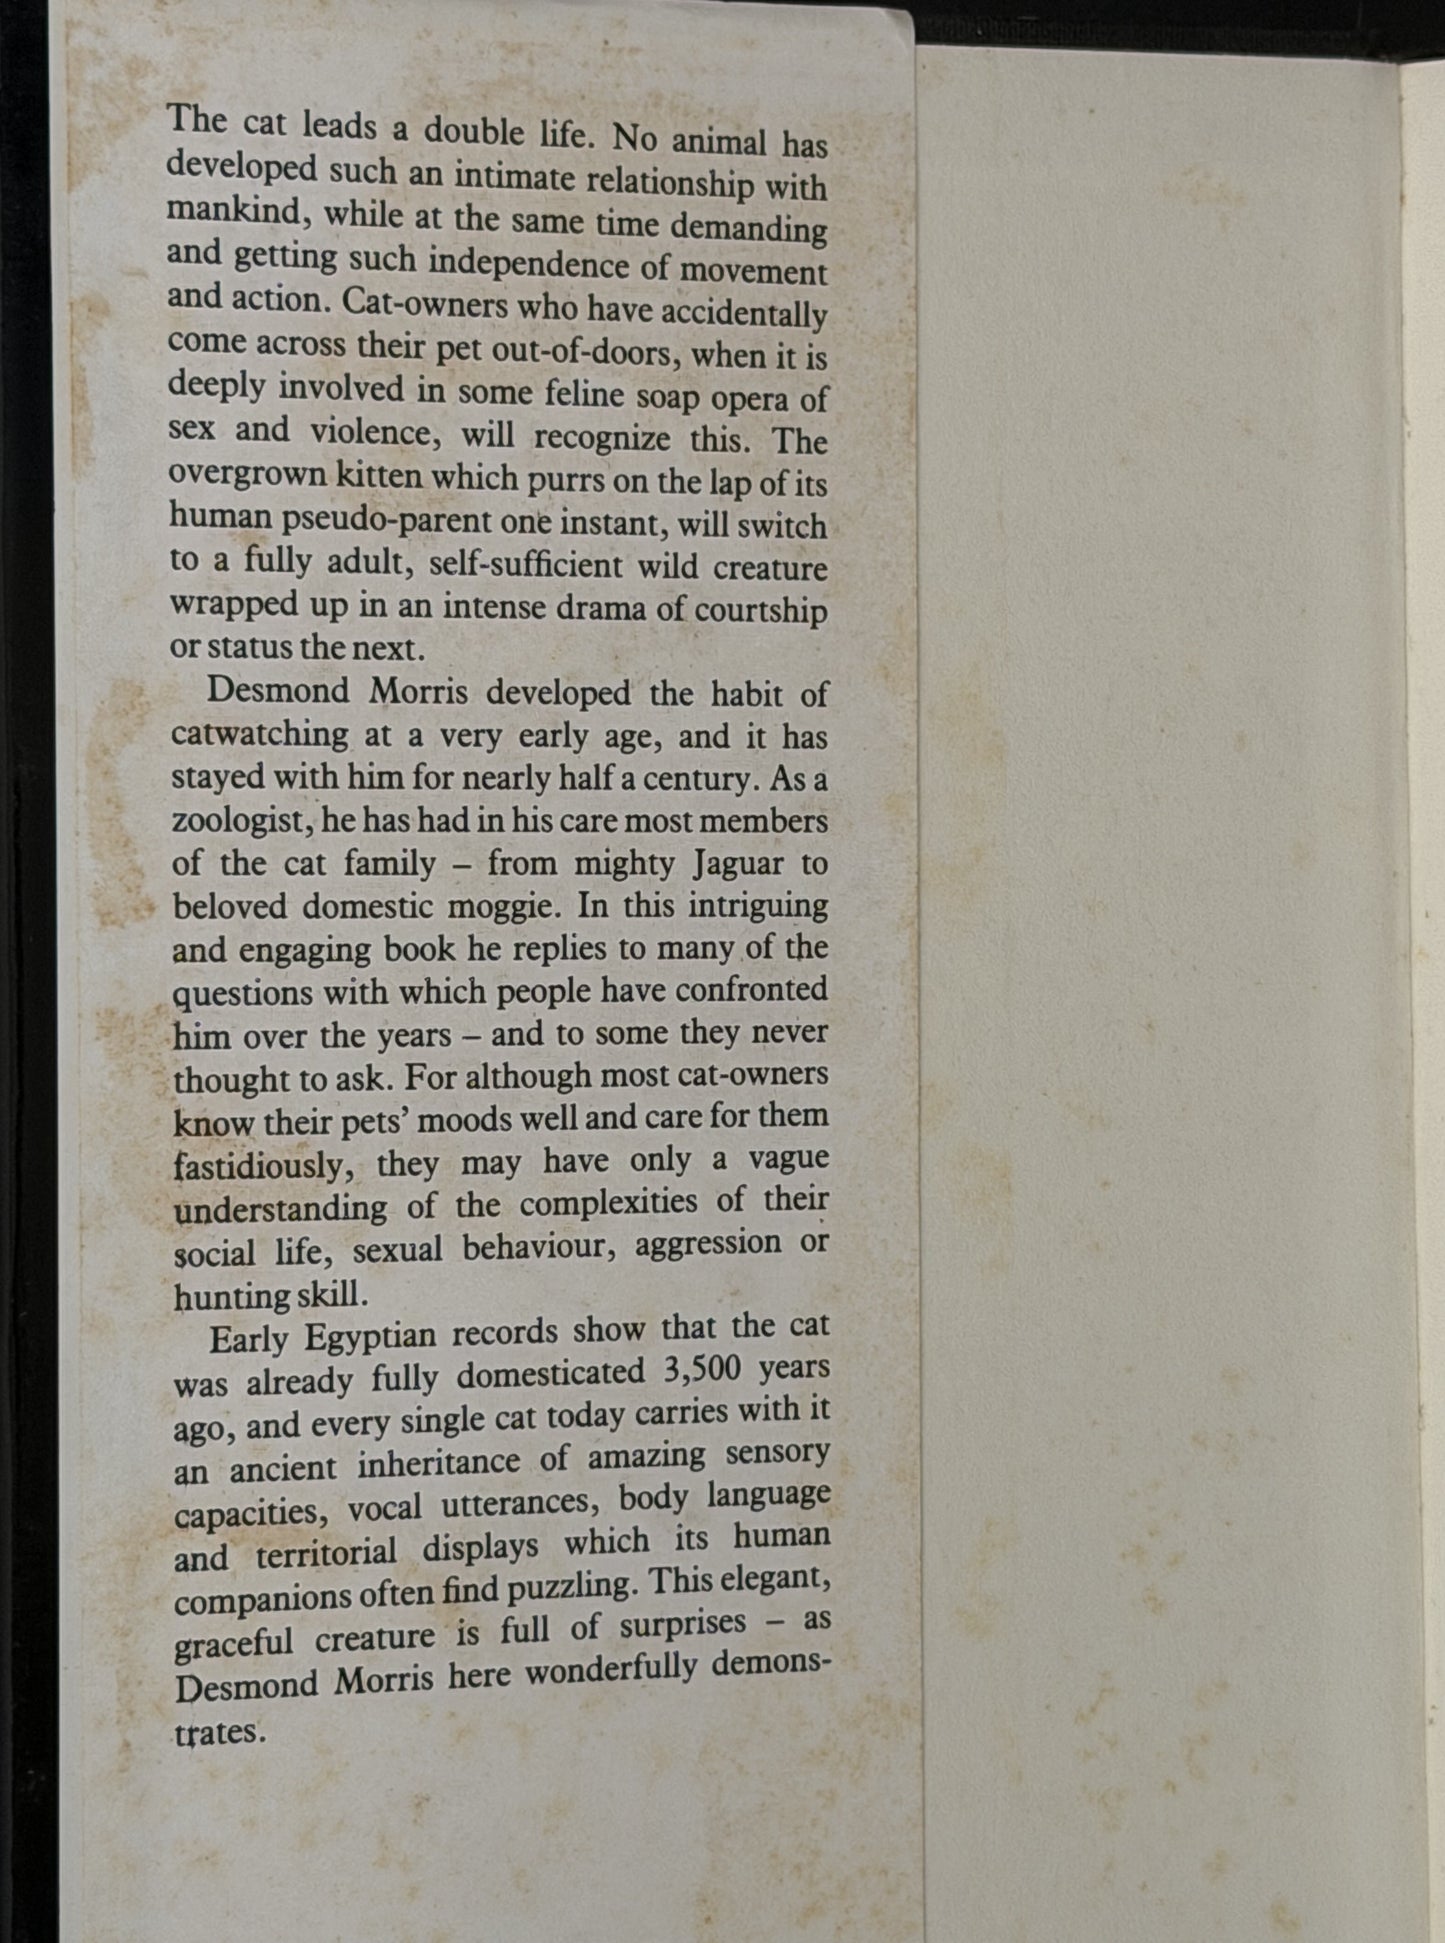 The cat leads a double life. No animal has
developed such an intimate relationship with
mankind, while at the same time demanding
and getting such independence of movement
and action. Cat-owners who have accidentally
come across their pet out-of-doors, when it is
deeply involved in some feline soap opera of
sex and violence, will recognize this. The
overgrown kitten which purrs on the lap of its
human pseudo-parent one instant, will switch
to a fully adult, self-sufficient wild creature
wrapped up in an intense drama of courtship
or status the next.
Desmond Morris developed the habit of
catwatching at a very early age, and it has
stayed with him for nearly half a century. As a
zoologist, he has had in his care most members
of the cat family – from mighty Jaguar to
beloved domestic moggie. In this intriguing
and engaging book he replies to many of the
questions with which people have confronted
him over the years – and to some they never
thought to ask. For although most cat-owners
know their pets’ moods well and care for them
fastidiously, they may have only a vague
understanding of the complexities of their
social life, sexual behaviour, aggression or
hunting skill.
Early Egyptian records show that the cat
was already fully domesticated 3,500 years
ago, and every single cat today carries with it
an ancient inheritance of amazing sensory
capacities, vocal utterances, body language
and territorial displays which its human
companions often find puzzling. This elegant,
graceful creature is full of surprises – as
Desmond Morris here wonderfully demons-
trates.